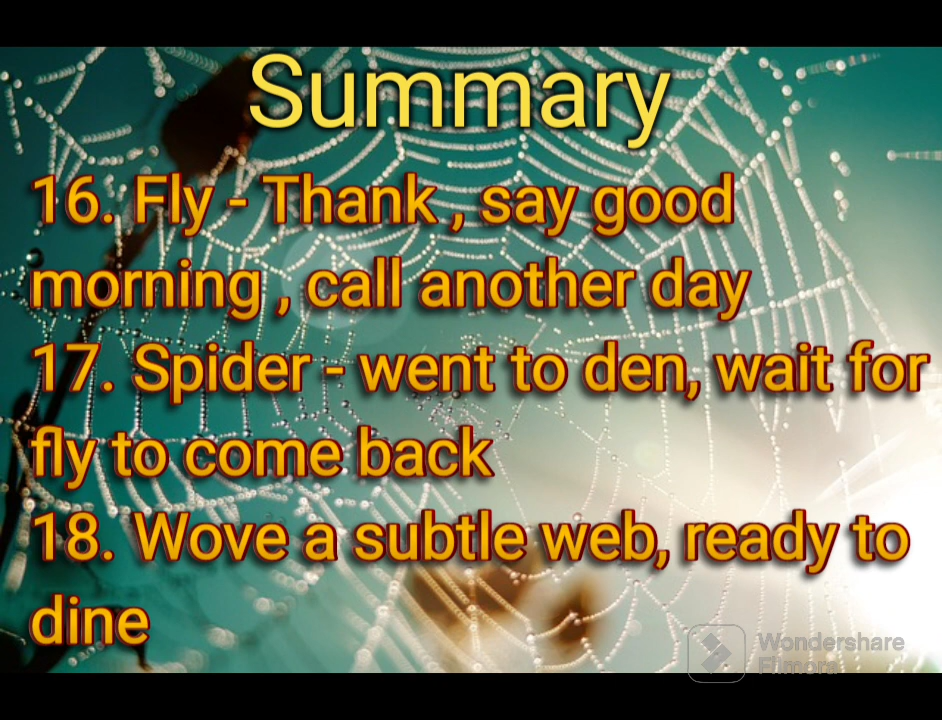 Summary
16. Fly - Thank , say good
morning , call another day
17. Spider - went to den, wait for
fly to come back
18. Wove a subtle web, ready to
dine
Wondershare
Filmora